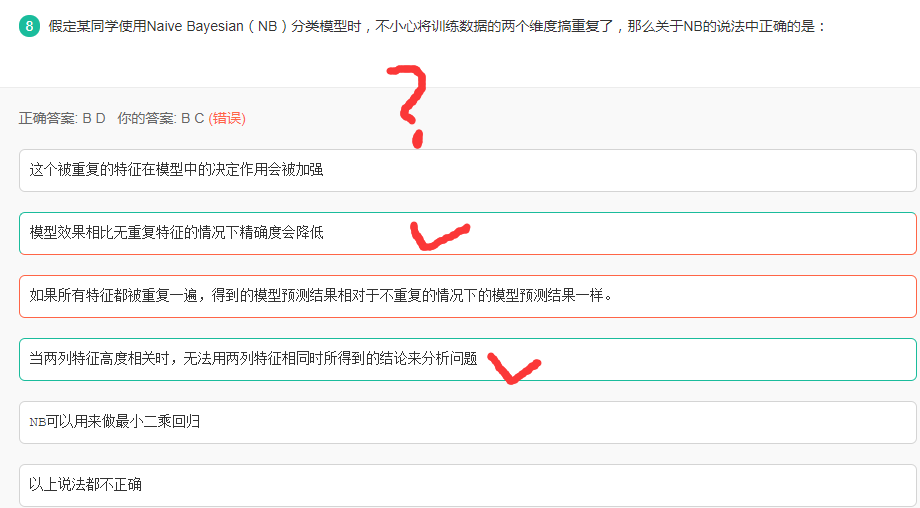 8 假定某同学使用Naive Bayesian（NB）分类模型时，不小心将训练数据的两个维度搞重复了，那么关于NB的说法中正确的是：
?
正确答案: B D 你的答案: B C (错误)
这个被重复的特征在模型中的决定作用会被加强
模型效果相比无重复特征的情况下精确度会降低
如果所有特征都被重复一遍，得到的模型预测结果相对于不重复的情况下的模型预测结果一样。
当两列特征高度相关时，无法用两列特征相同时所得到的结论来分析问题
NB可以用来做最小二乘回归
以上说法都不正确